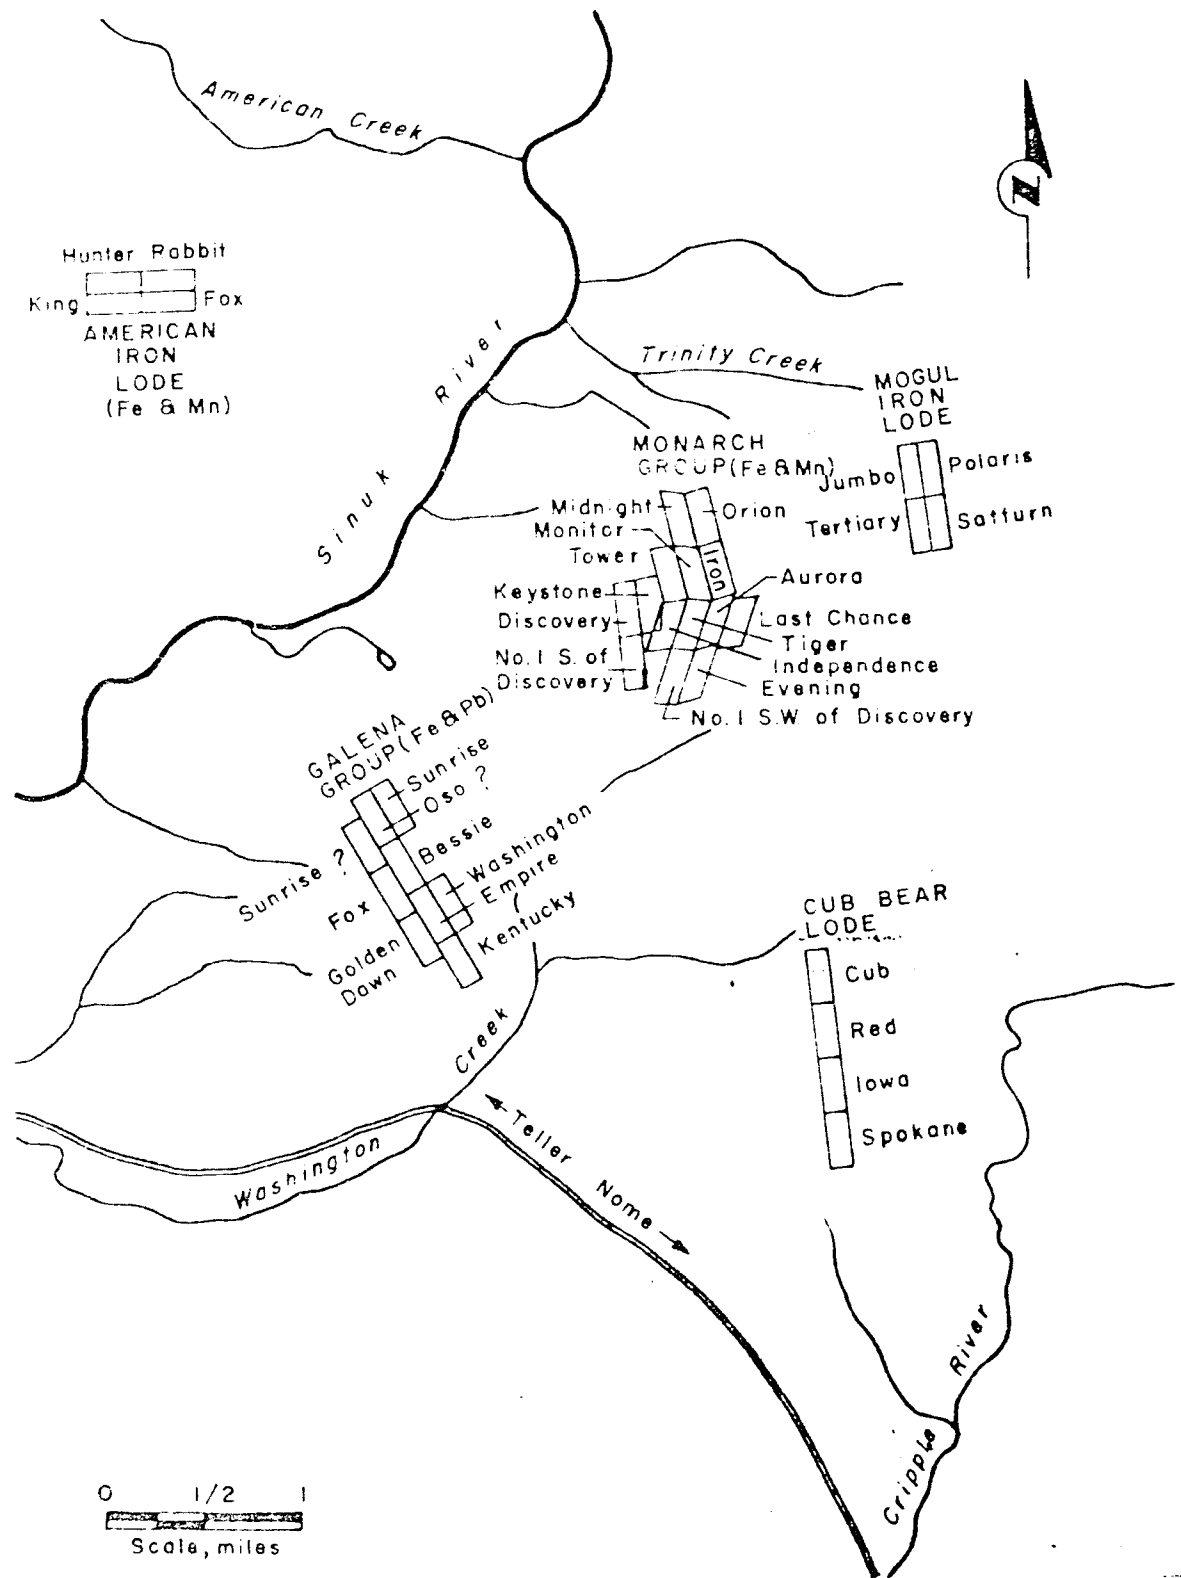 American Creek
Z
Hunter Rabbit
King Fox
AMERICAN
IRON
LODE
(Fe & Mn)
Sinuk River
Trinity Creek
MOGUL
IRON
LODE
Jumbo Polaris
Tertiary Satturn
MONARCH
GROUP (Fe & Mn)
Midnight Orion
Monitor
Tower Iron
Aurora
Keystone
Discovery Last Chance
Tiger
No. 1 S. of Independence
Discovery Evening
No. 1 S.W. of Discovery
GALENA
GROUP (Fe & Pb)
Sunrise
Oso ?
Bessie
Washington
Empire
Kentucky
Sunrise ?
Fox
Golden
Dawn
CUB BEAR
LODE
Cub
Red
Iowa
Spokane
Washington Creek
Teller
Nome
Cripple River
0 1/2 1
Scale, miles